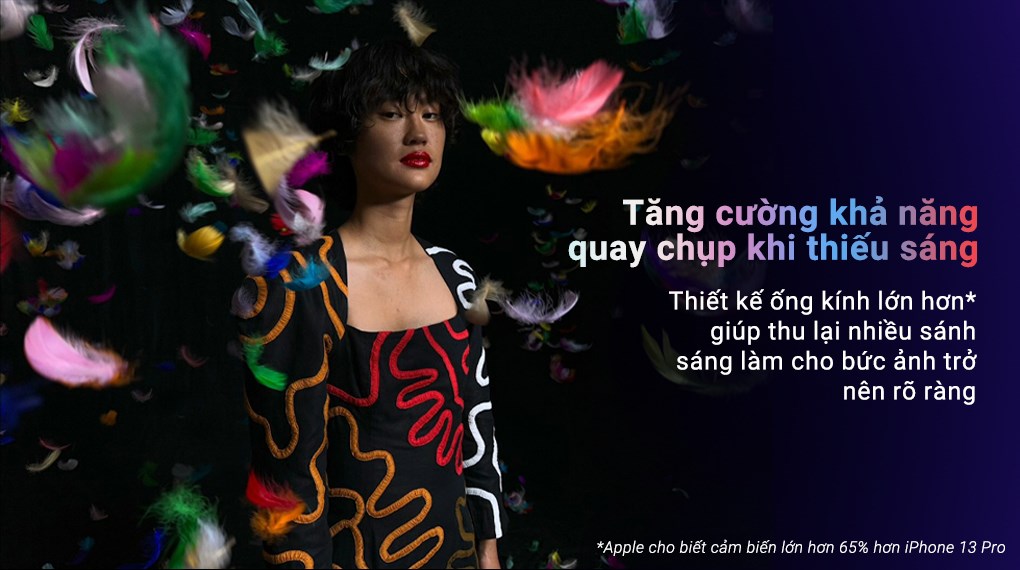 Tăng cường khả năng
quay chụp khi thiếu sáng
Thiết kế ống kính lớn hơn*
giúp thu lại nhiều sánh
sáng làm cho bức ảnh trở
nên rõ ràng
*Apple cho biết cảm biến lớn hơn 65% hơn iPhone 13 Pro